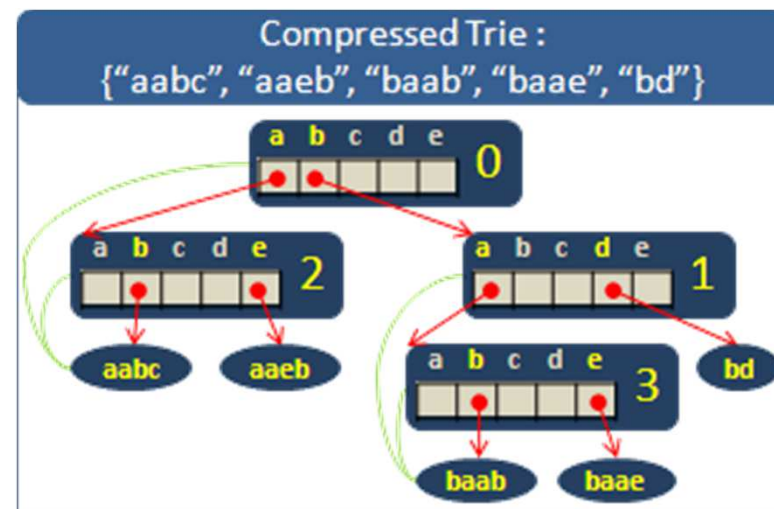 Compressed Trie :
{“aabc”, “aaeb”, “baab”, “baae”, “bd”}
a b c d e
0
a b c d e
2
a b c d e
1
aabc
aaeb
a b c d e
3
bd
baab
baae